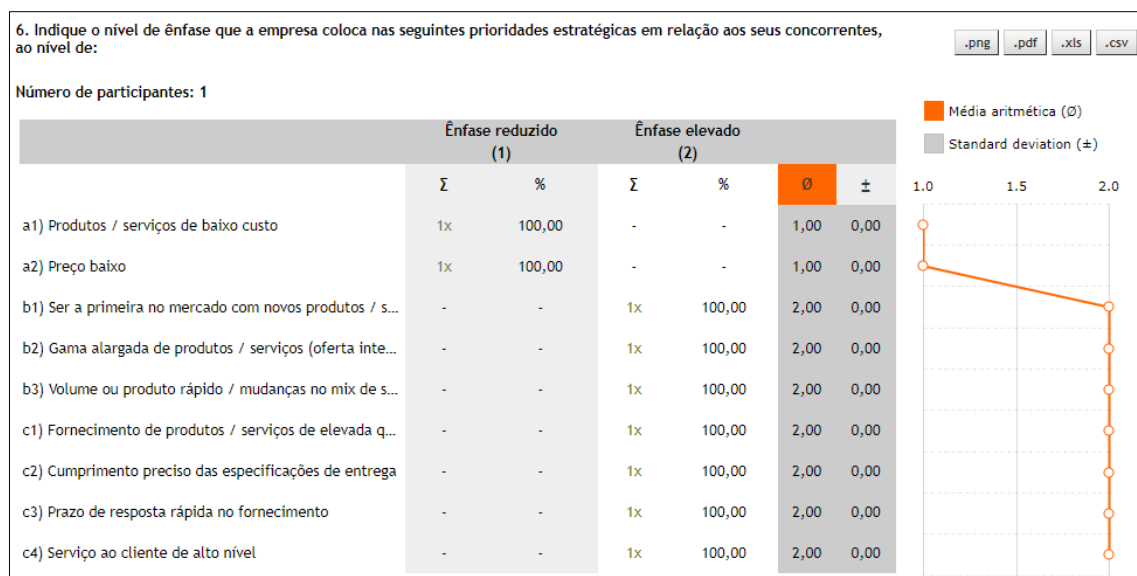 6. Indique o nível de ênfase que a empresa coloca nas seguintes prioridades estratégicas em relação aos seus concorrentes,
ao nível de:
.png .pdf .xls .csv
Número de participantes: 1
Média aritmética (Ø)
Standard deviation (±)
Ênfase reduzido Ênfase elevado
(1) (2)
Σ % Σ % Ø ± 1.0 1.5 2.0
a1) Produtos / serviços de baixo custo 1x 100,00 - - 1,00 0,00
a2) Preço baixo 1x 100,00 - - 1,00 0,00
b1) Ser a primeira no mercado com novos produtos / s... - - 1x 100,00 2,00 0,00
b2) Gama alargada de produtos / serviços (oferta inte... - - 1x 100,00 2,00 0,00
b3) Volume ou produto rápido / mudanças no mix de s... - - 1x 100,00 2,00 0,00
c1) Fornecimento de produtos / serviços de elevada q... - - 1x 100,00 2,00 0,00
c2) Cumprimento preciso das especificações de entrega - - 1x 100,00 2,00 0,00
c3) Prazo de resposta rápida no fornecimento - - 1x 100,00 2,00 0,00
c4) Serviço ao cliente de alto nível - - 1x 100,00 2,00 0,00